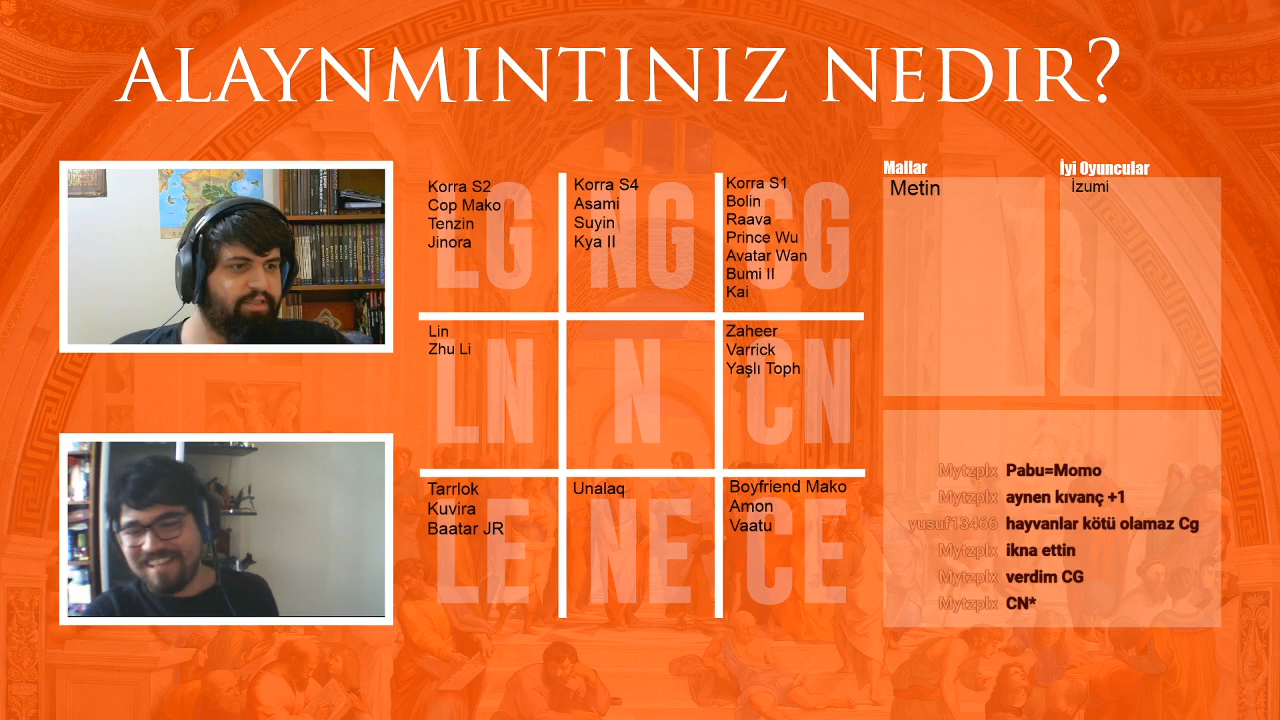 ALAYNMINTINIZ NEDIR?
Mallar
Metin
İyi Oyuncular
İzumi
LG
Korra S2
Cop Mako
Tenzin
Jinora
NG
Korra S4
Asami
Suyin
Kya II
CG
Korra S1
Bolin
Raava
Prince Wu
Avatar Wan
Bumi II
Kai
LN
Lin
Zhu Li
N
CN
Zaheer
Varrick
Yaşlı Toph
LE
Tarrlok
Kuvira
Baatar JR
NE
Unalaq
CE
Boyfriend Mako
Amon
Vaatu
Mytzplx Pabu=Momo
Mytzplx aynen kıvanç +1
yusuf13466 hayvanlar kötü olamaz Cg
Mytzplx ikna ettin
Mytzplx verdim CG
Mytzplx CN*